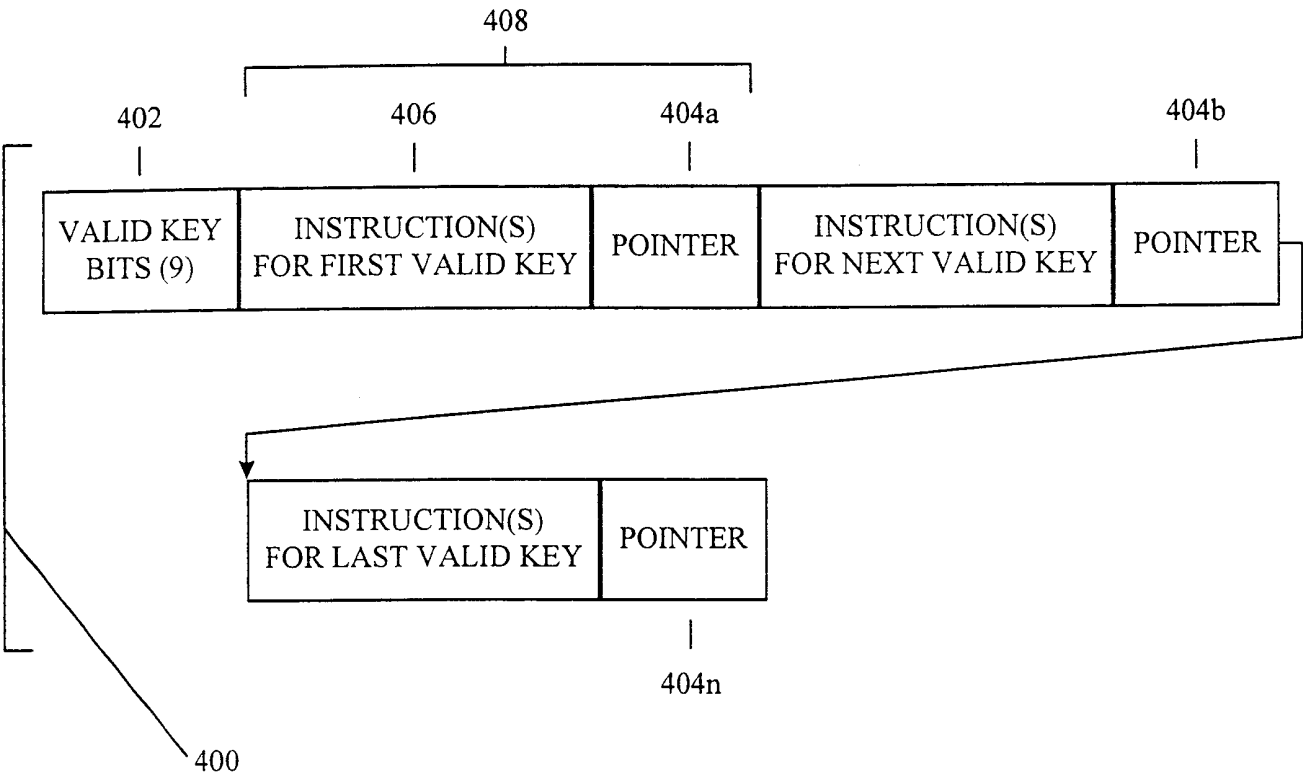 408
402
406
404a
404b
VALID KEY
BITS (9)
INSTRUCTION(S)
FOR FIRST VALID KEY
POINTER
INSTRUCTION(S)
FOR NEXT VALID KEY
POINTER
INSTRUCTION(S)
FOR LAST VALID KEY
POINTER
404n
400